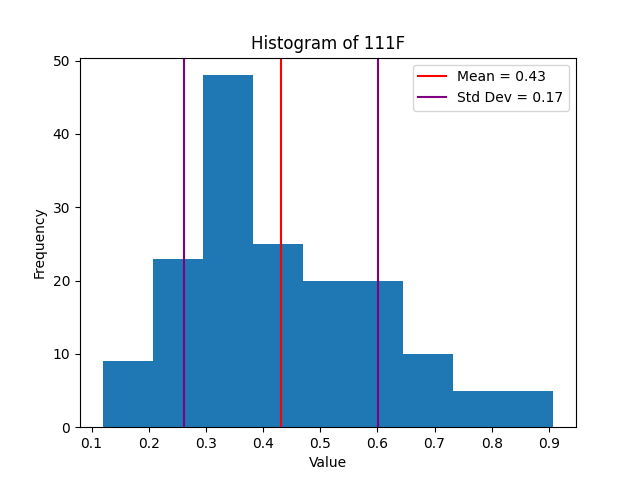 Histogram of 111F
Mean = 0.43
Std Dev = 0.17
50
40
30
20
10
0
Frequency
0.1 0.2 0.3 0.4 0.5 0.6 0.7 0.8 0.9
Value